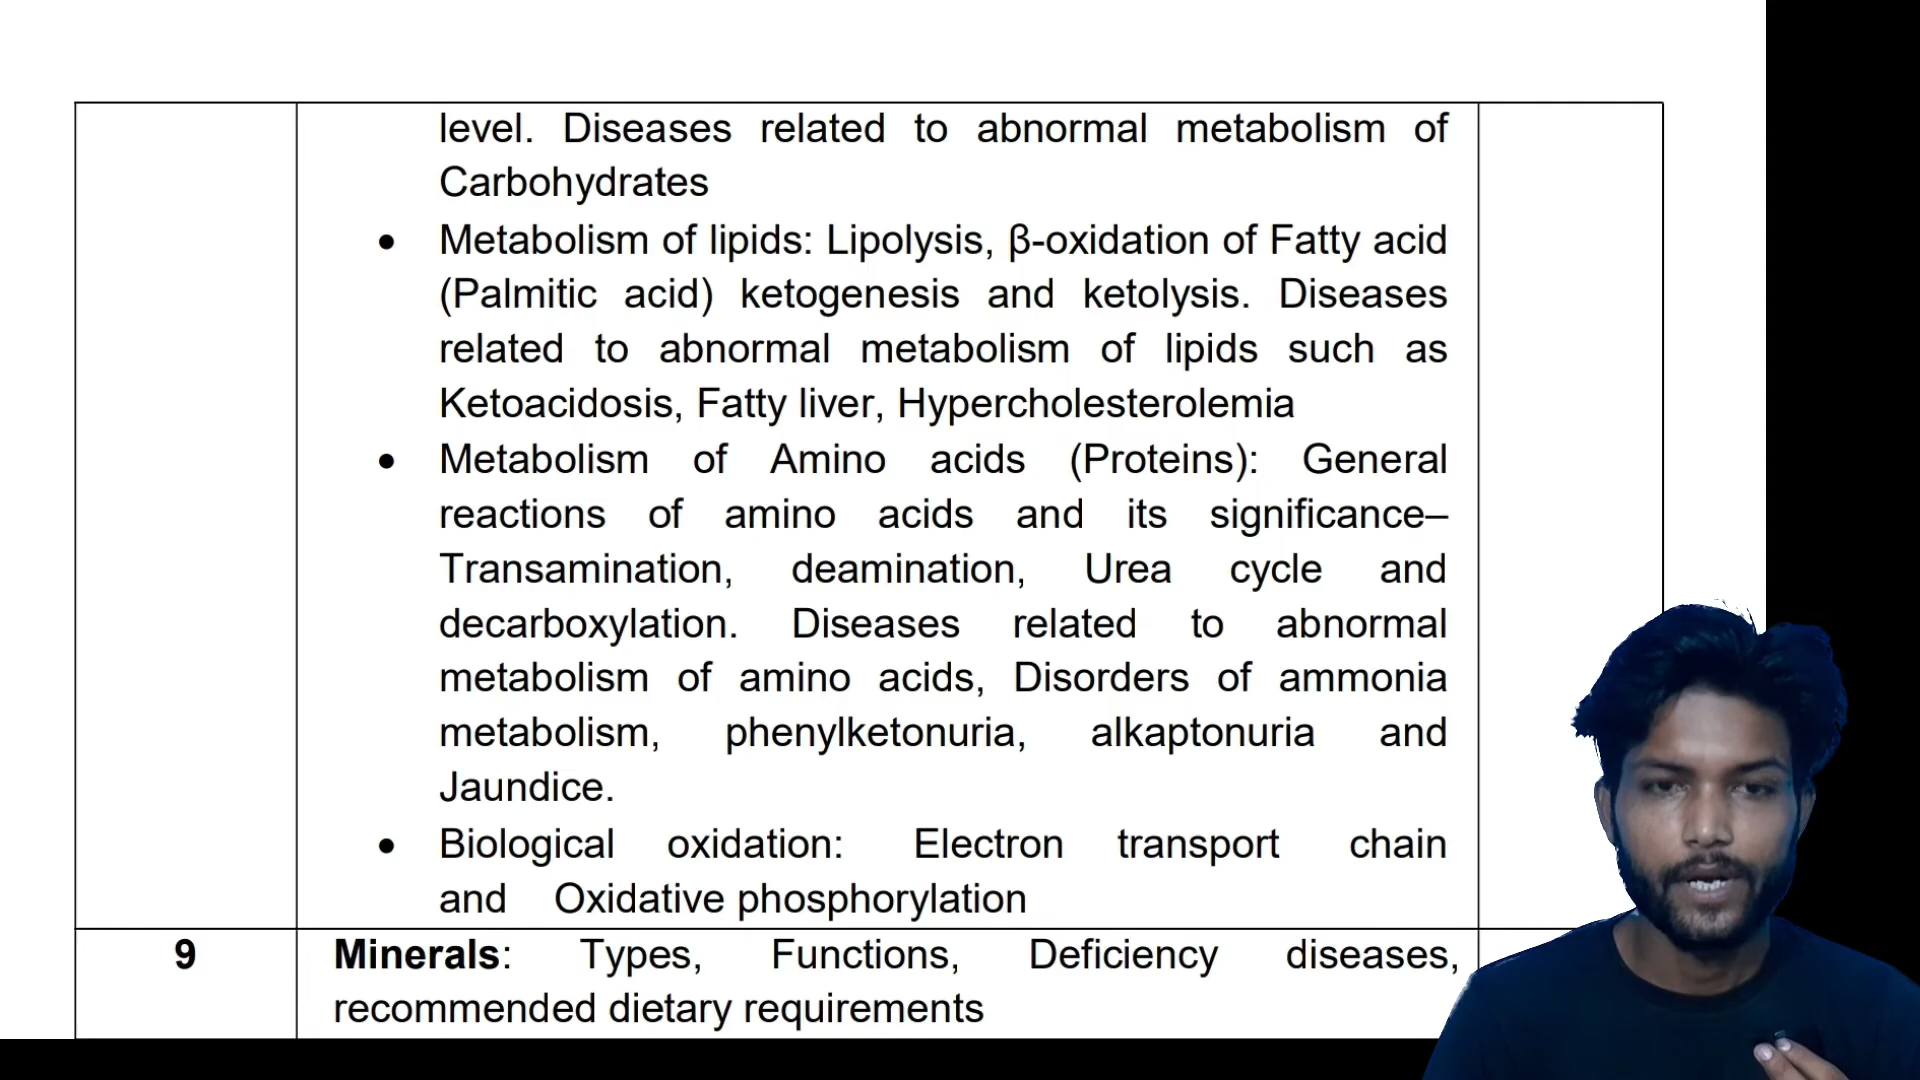 level. Diseases related to abnormal metabolism of
Carbohydrates
• Metabolism of lipids: Lipolysis, β-oxidation of Fatty acid
(Palmitic acid) ketogenesis and ketolysis. Diseases
related to abnormal metabolism of lipids such as
Ketoacidosis, Fatty liver, Hypercholesterolemia
• Metabolism of Amino acids (Proteins): General
reactions of amino acids and its significance–
Transamination, deamination, Urea cycle and
decarboxylation. Diseases related to abnormal
metabolism of amino acids, Disorders of ammonia
metabolism, phenylketonuria, alkaptonuria and
Jaundice.
• Biological oxidation: Electron transport chain
and Oxidative phosphorylation
9 Minerals: Types, Functions, Deficiency diseases,
recommended dietary requirements